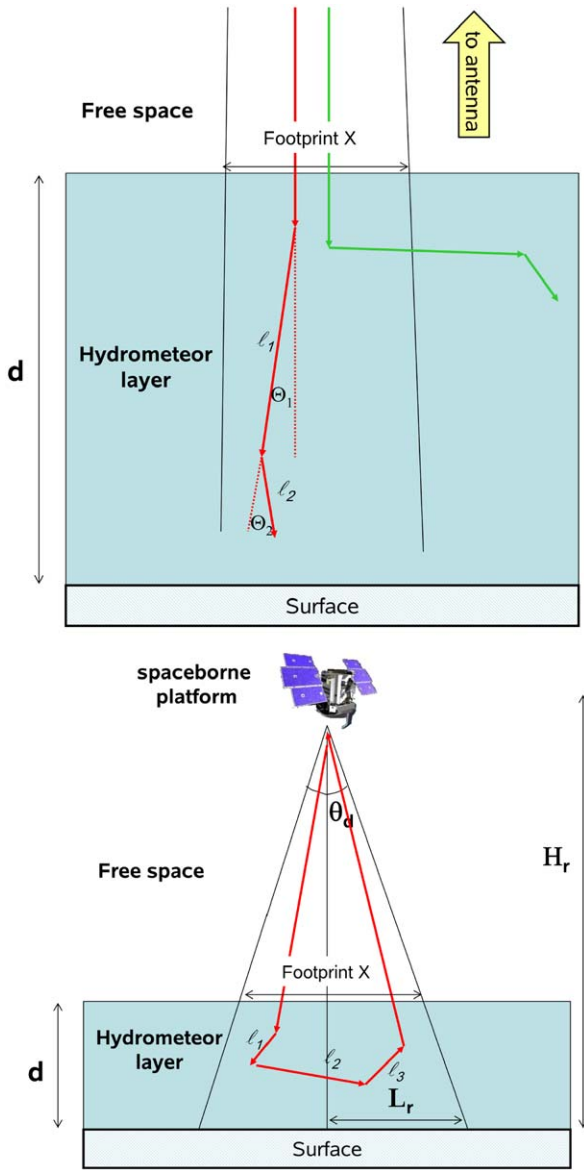 to antenna
Free space
Footprint X
d
ℓ1
Hydrometeor
layer
Θ1
ℓ2
Θ2
Surface
spaceborne
platform
θd
Hr
Free space
Footprint X
Hydrometeor
layer
ℓ1
ℓ2
ℓ3
d
Lr
Surface